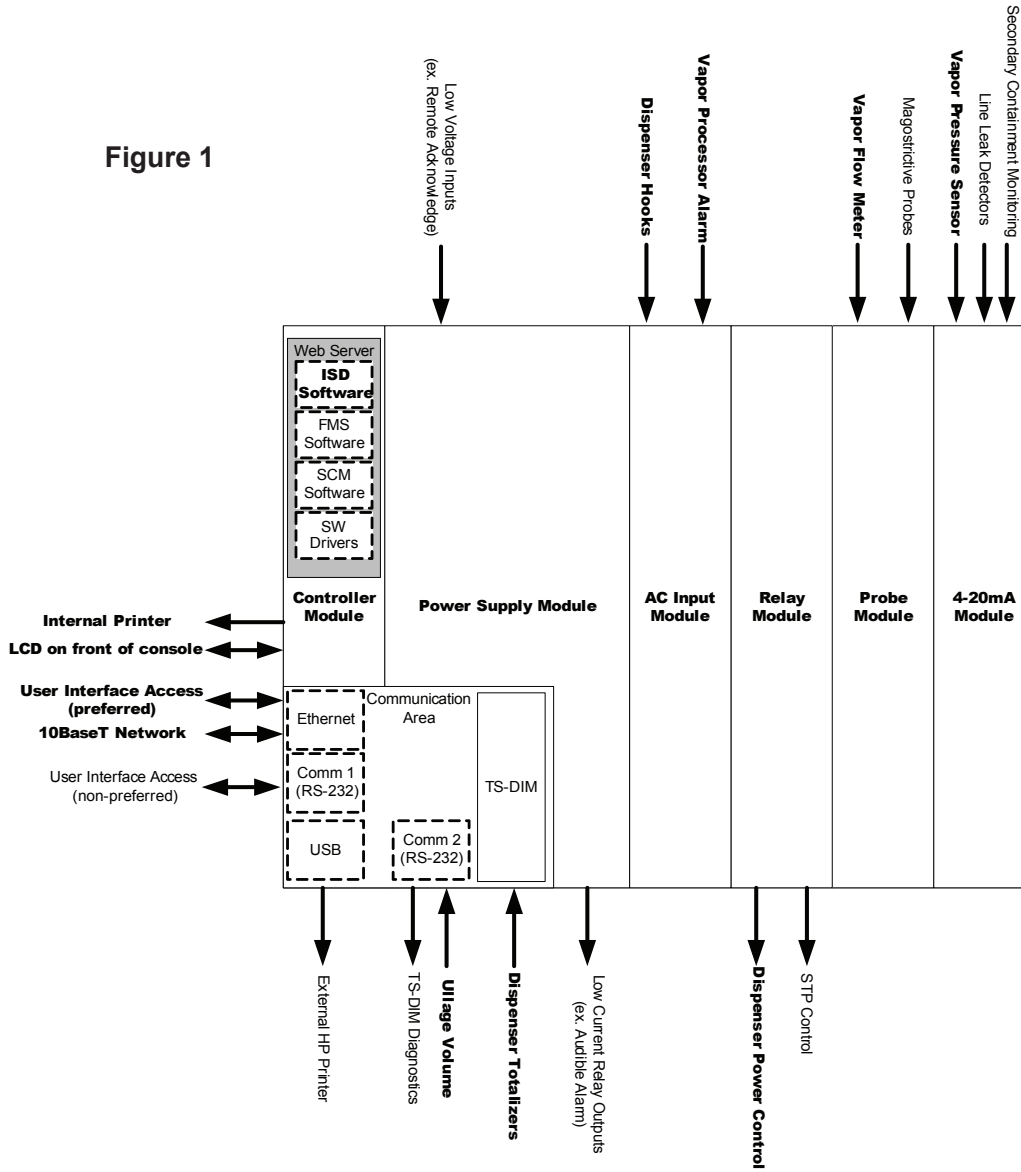 Figure 1
Low Voltage Inputs
(ex. Remote Acknowledge)
Dispenser Hooks
Vapor Processor Alarm
Vapor Flow Meter
Magostrictive Probes
Vapor Pressure Sensor
Line Leak Detectors
Secondary Containment Monitoring
Web Server
ISD
Software
FMS
Software
SCM
Software
SW
Drivers
Controller
Module
Power Supply Module
AC Input
Module
Relay
Module
Probe
Module
4-20mA
Module
Internal Printer
LCD on front of console
User Interface Access
(preferred)
10BaseT Network
User Interface Access
(non-preferred)
Ethernet
Communication
Area
Comm 1
(RS-232)
USB
Comm 2
(RS-232)
TS-DIM
External HP Printer
TS-DIM Diagnostics
Ullage Volume
Dispenser Totalizers
Low Current Relay Outputs
(ex. Audible Alarm)
Dispenser Power Control
STP Control